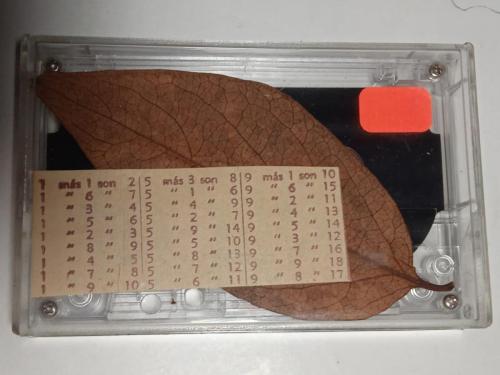 1 más 1 son 2 5 más 3 son 8 9 más 1 son 10
1 " 6 " 7 5 " 1 " 6 9 " 6 " 15
1 " 3 " 4 5 " 4 " 9 9 " 2 " 11
1 " 5 " 6 5 " 2 " 7 9 " 4 " 13
1 " 2 " 3 5 " 9 " 14 9 " 5 " 14
1 " 8 " 9 5 " 5 " 10 9 " 3 " 12
1 " 4 " 5 5 " 8 " 13 9 " 7 " 16
1 " 7 " 8 5 " 7 " 12 9 " 9 " 18
1 " 9 " 10 5 " 6 " 11 9 " 8 " 17